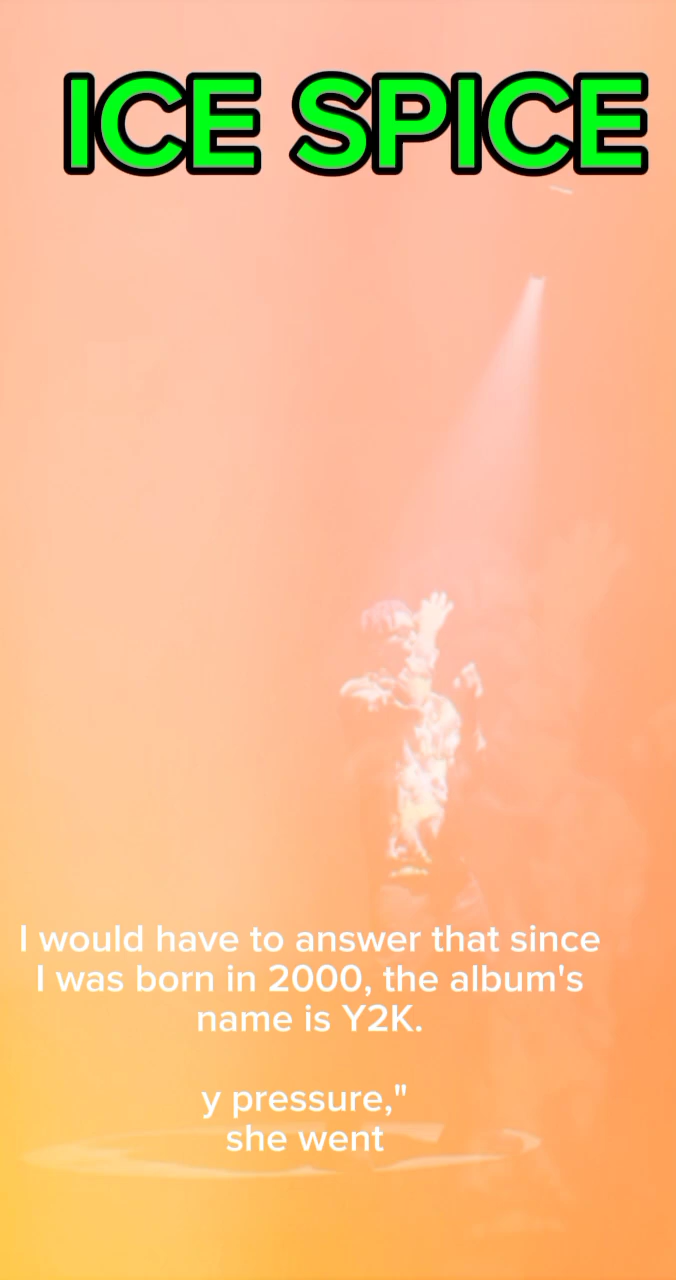 ICE SPICE
I would have to answer that since
I was born in 2000, the album's
name is Y2K.
y pressure,"
she went